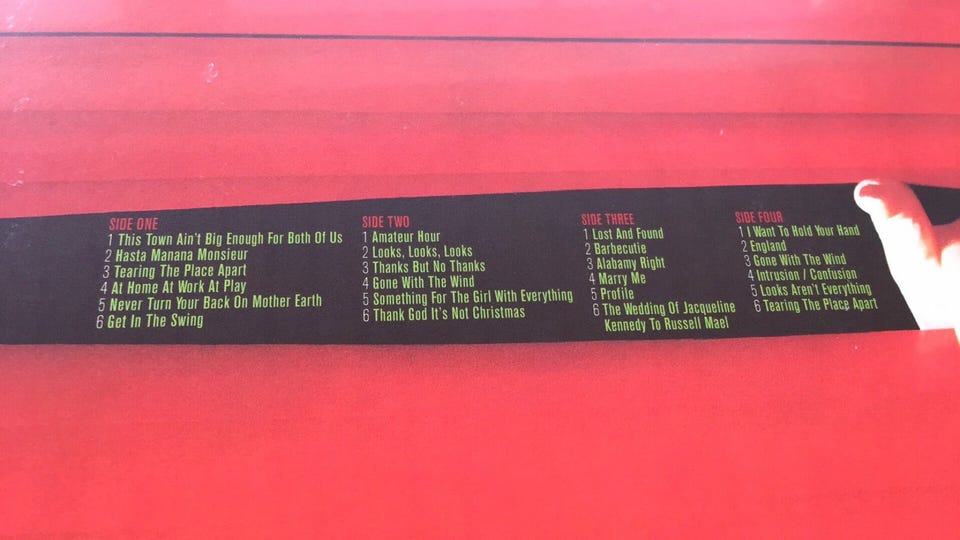 SIDE ONE
1 This Town Ain't Big Enough For Both Of Us
2 Hasta Manana Monsieur
3 Tearing The Place Apart
4 At Home At Work At Play
5 Never Turn Your Back On Mother Earth
6 Get In The Swing
SIDE TWO
1 Amateur Hour
2 Looks, Looks, Looks
3 Thanks But No Thanks
4 Gone With The Wind
5 Something For The Girl With Everything
6 Thank God It's Not Christmas
SIDE THREE
1 Lost And Found
2 Barbecutie
3 Alabamy Right
4 Marry Me
5 Profile
6 The Wedding Of Jacqueline
Kennedy To Russell Mael
SIDE FOUR
1 I Want To Hold Your Hand
2 England
3 Gone With The Wind
4 Intrusion / Confusion
5 Looks Aren't Everything
6 Tearing The Place Apart